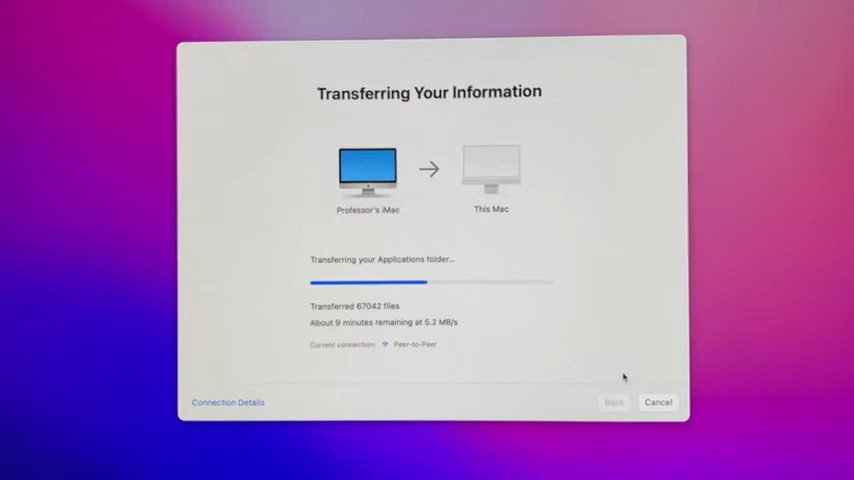 Transferring Your Information
Professor's iMac
This Mac
Transferring your Applications folder...
Transferred 67042 files
About 9 minutes remaining at 5.2 MB/s
Current connection: Peer-to-Peer
Connection Details
Back
Cancel